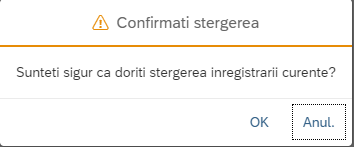 Confirmati stergerea
Sunteti sigur ca doriti stergerea inregistrarii curente?
OK Anul.